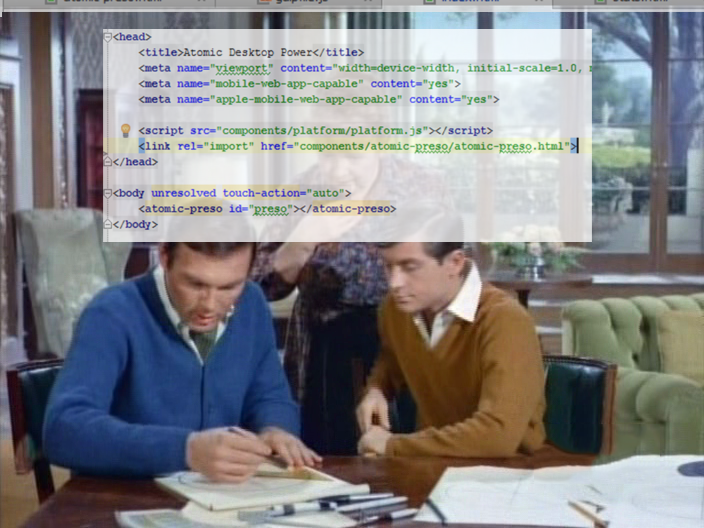 <head>
<title>Atomic Desktop Power</title>
<meta name="viewport" content="width=device-width, initial-scale=1.0,
<meta name="mobile-web-app-capable" content="yes">
<meta name="apple-mobile-web-app-capable" content="yes">
<script src="components/platform/platform.js"></script>
<link rel="import" href="components/atomic-preso/atomic-preso.html">
</head>
<body unresolved touch-action="auto">
<atomic-preso id="preso"></atomic-preso>
</body>